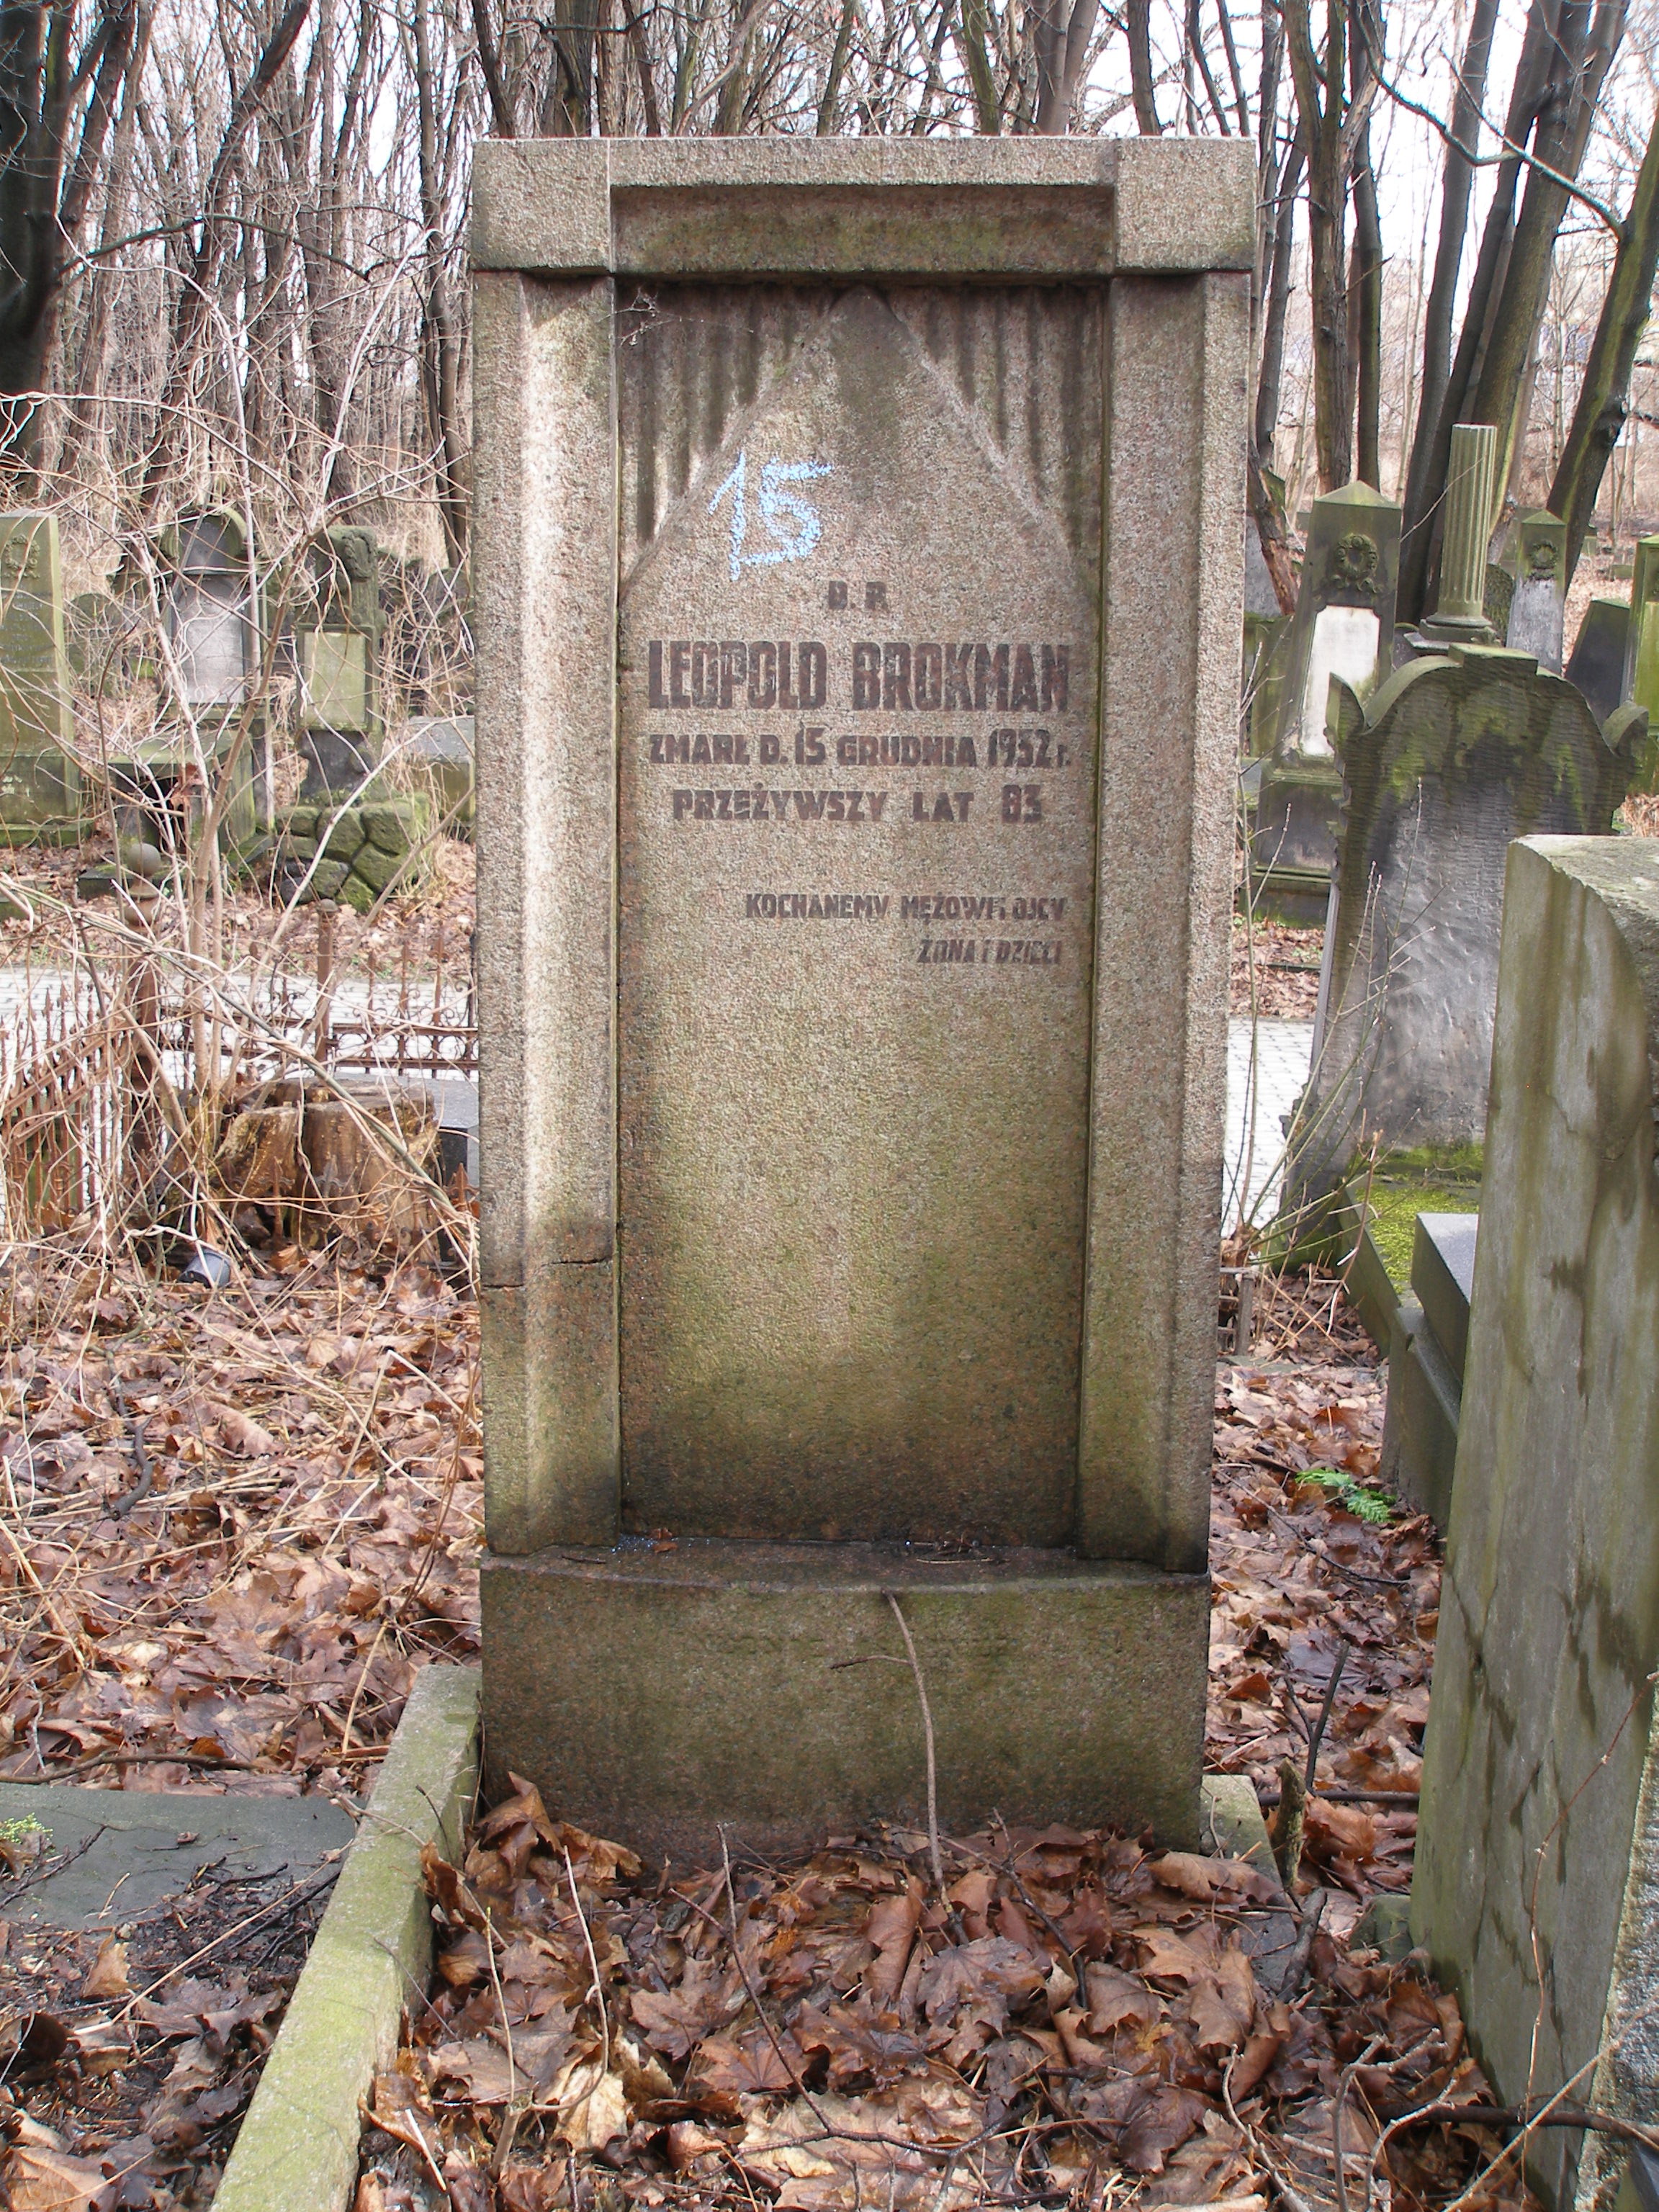 15
B. P.
LEOPOLD BROKMAN
ZMARŁ D. 15 GRUDNIA 1932 r.
PRZEŻYWSZY LAT 83
KOCHANEMU MĘŻOWI I OJCU
ŻONA I DZIECI